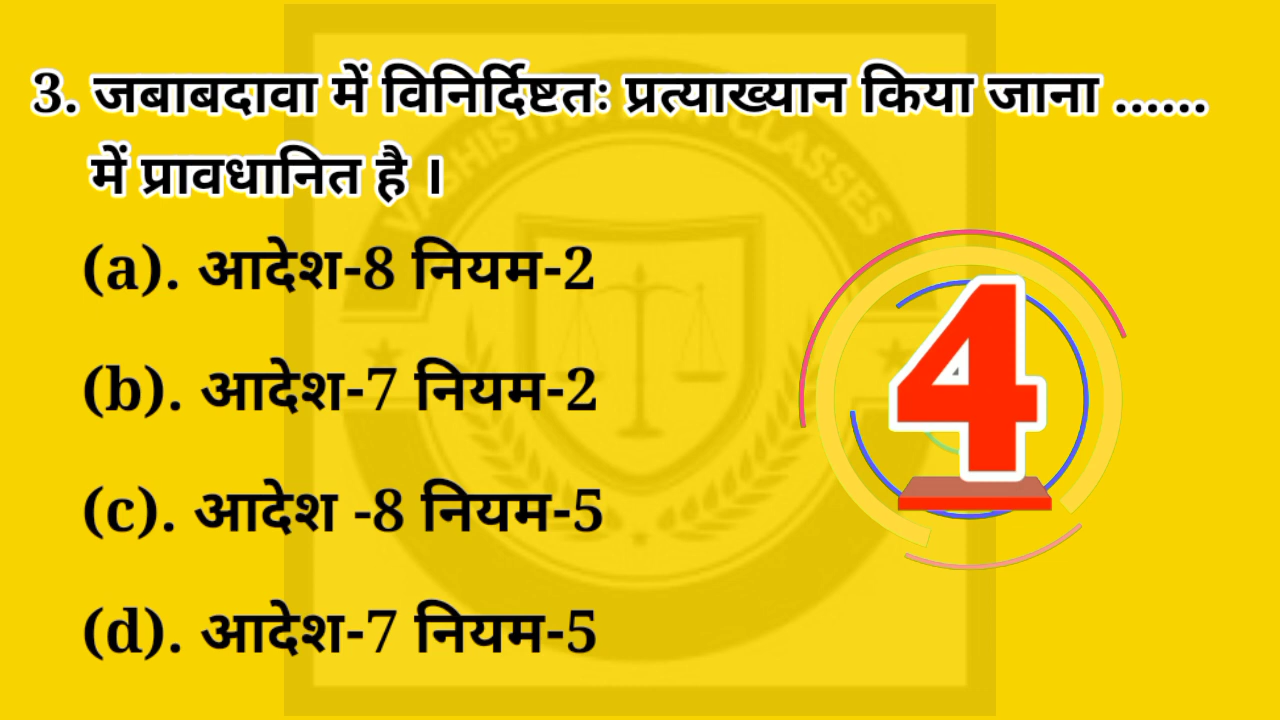 3. जबाबदावा में विनिर्दिष्टतः प्रत्याख्यान किया जाना ......
में प्रावधानित है ।
(a). आदेश-8 नियम-2
(b). आदेश-7 नियम-2
(c). आदेश -8 नियम-5
(d). आदेश-7 नियम-5
4
CLASSES